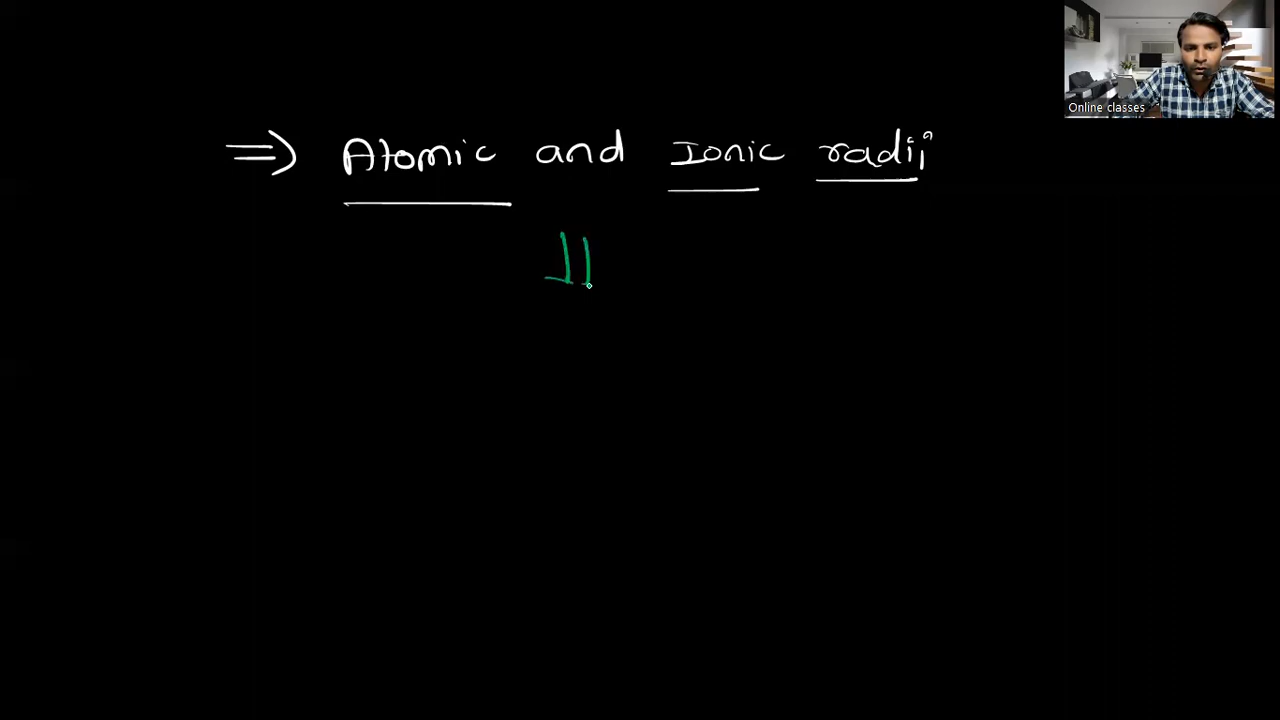 Online classes
⇒ Atomic and Ionic radii